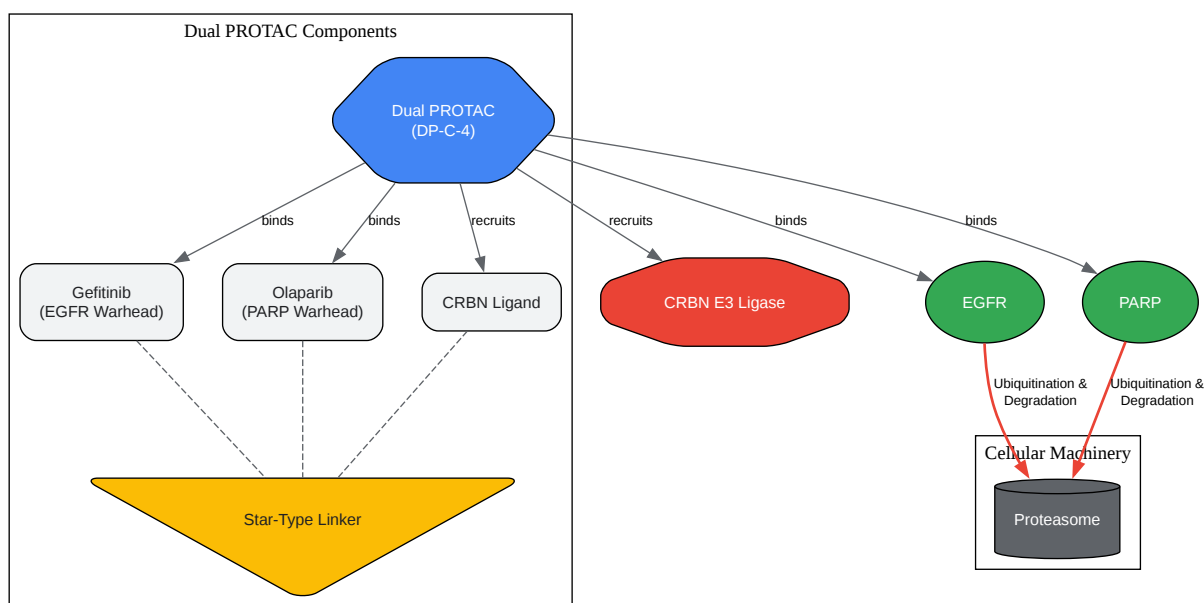 Dual PROTAC Components
Dual PROTAC
(DP-C-4)
binds
binds
recruits
recruits
binds
binds
Gefitinib
(EGFR Warhead)
Olaparib
(PARP Warhead)
CRBN Ligand
CRBN E3 Ligase
EGFR
PARP
Ubiquitination &
Degradation
Ubiquitination &
Degradation
Cellular Machinery
Star-Type Linker
Proteasome